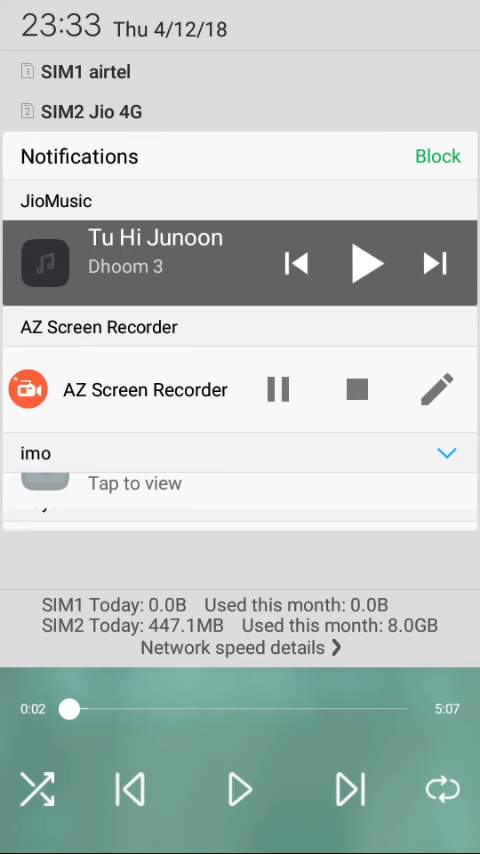 23:33 Thu 4/12/18
1 SIM1 airtel
2 SIM2 Jio 4G
Notifications Block
JioMusic
Tu Hi Junoon
Dhoom 3
AZ Screen Recorder
AZ Screen Recorder
imo
Tap to view
SIM1 Today: 0.0B Used this month: 0.0B
SIM2 Today: 447.1MB Used this month: 8.0GB
Network speed details ❯
0:02 5:07